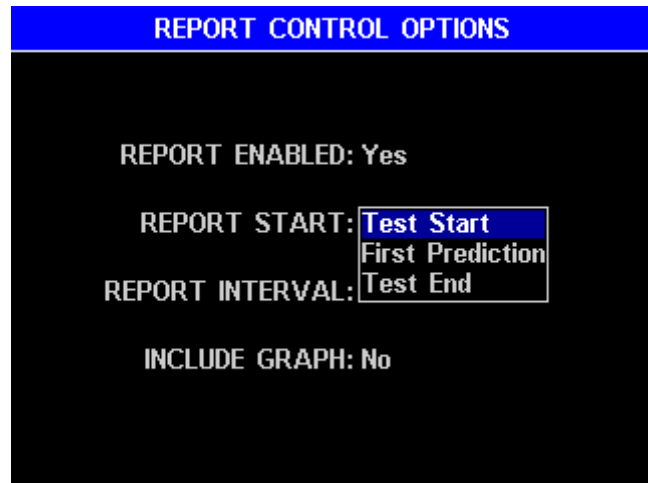 REPORT CONTROL OPTIONS
REPORT ENABLED: Yes
REPORT START: Test Start
First Prediction
REPORT INTERVAL: Test End
INCLUDE GRAPH: No